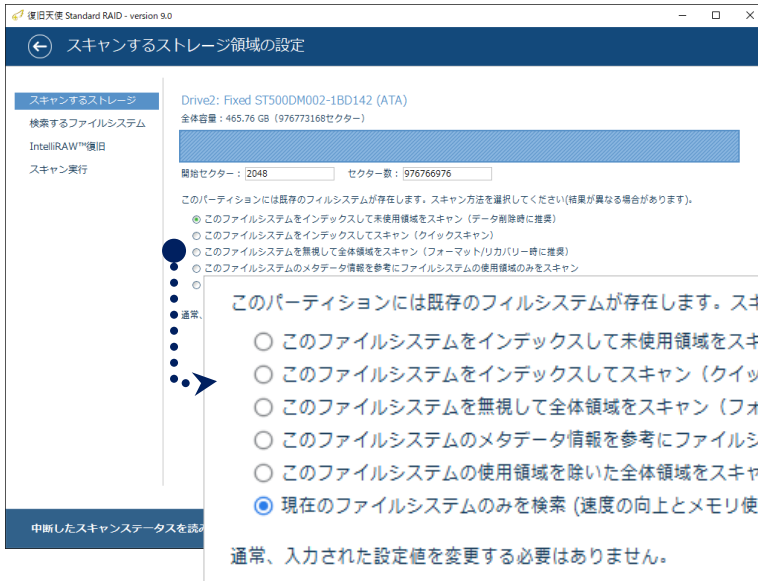 復旧天使 Standard RAID - version 9.0
スキャンするストレージ領域の設定
スキャンするストレージ
検索するファイルシステム
IntelliRAW™復旧
スキャン実行
Drive2: Fixed ST500DM002-1BD142 (ATA)
全体容量：465.76 GB（976773168セクター）
開始セクター： 2048 セクター数： 976766976
このパーティションには既存のフィルシステムが存在します。スキャン方法を選択してください(結果が異なる場合があります)。
このファイルシステムをインデックスして未使用領域をスキャン（データ削除時に推奨）
このファイルシステムをインデックスしてスキャン（クイックスキャン）
このファイルシステムを無視して全体領域をスキャン（フォーマット/リカバリー時に推奨）
このファイルシステムのメタデータ情報を参考にファイルシステムの使用領域のみをスキャン
通常、
中断したスキャンステータスを読み
このパーティションには既存のフィルシステムが存在します。スキ
このファイルシステムをインデックスして未使用領域をスキ
このファイルシステムをインデックスしてスキャン（クイッ
このファイルシステムを無視して全体領域をスキャン（フォ
このファイルシステムのメタデータ情報を参考にファイルシ
このファイルシステムの使用領域を除いた全体領域をスキャ
現在のファイルシステムのみを検索 (速度の向上とメモリ使
通常、入力された設定値を変更する必要はありません。